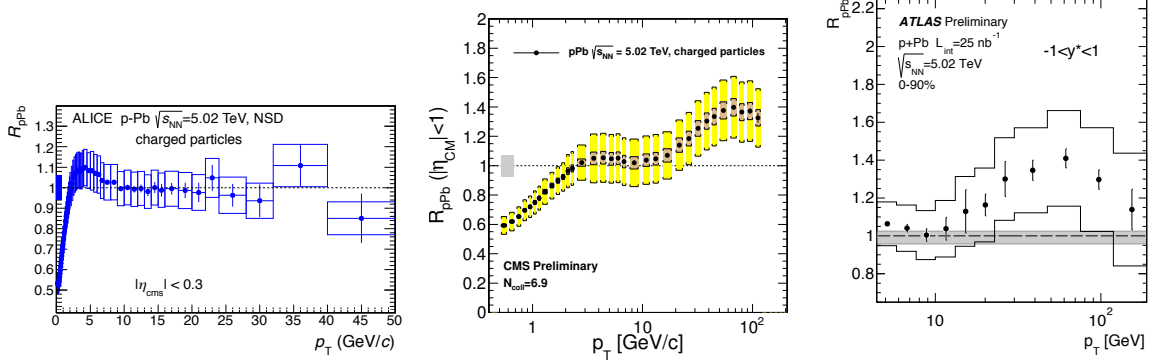 R_pPb
1.3
1.2
1.1
1.0
0.9
0.8
0.7
0.6
0.5
ALICE p-Pb √s_NN=5.02 TeV, NSD
charged particles
|η_cms| < 0.3
0 5 10 15 20 25 30 35 40 45 50
p_T (GeV/c)
R_pPb (|η_CM|<1)
2
1.8
1.6
1.4
1.2
1
0.8
0.6
0.4
0.2
0
pPb √s_NN = 5.02 TeV, charged particles
CMS Preliminary
N_coll=6.9
1 10 10²
p_T [GeV/c]
R_pPb
2.2
2
1.8
1.6
1.4
1.2
1
0.8
ATLAS Preliminary
p+Pb L_int=25 nb⁻¹
√s_NN=5.02 TeV
0-90%
-1<y*<1
10 10²
p_T [GeV]